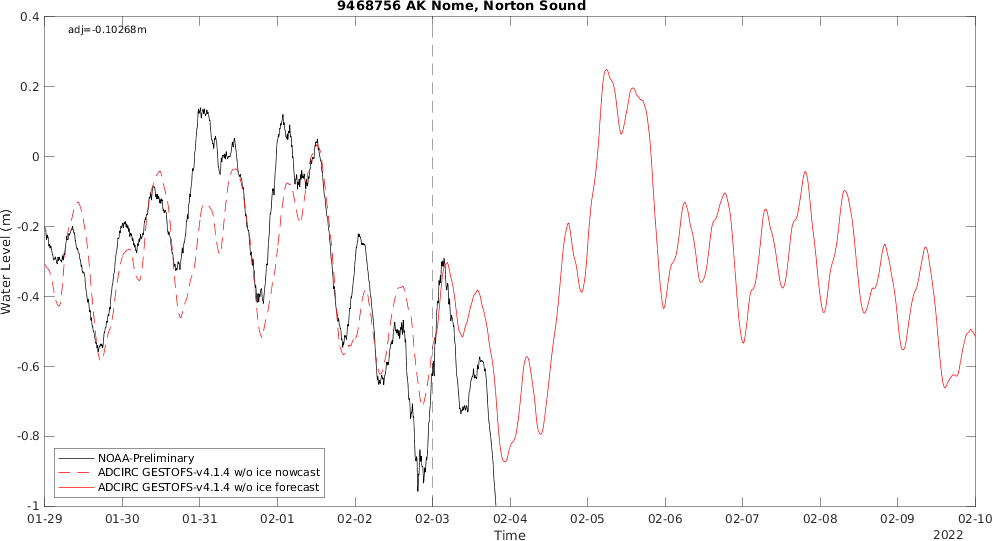 9468756 AK Nome, Norton Sound
adj=-0.10268m
0.4
0.2
0
-0.2
-0.4
-0.6
-0.8
-1
Water Level (m)
NOAA-Preliminary
ADCIRC GESTOFS-v4.1.4 w/o ice nowcast
ADCIRC GESTOFS-v4.1.4 w/o ice forecast
01-29 01-30 01-31 02-01 02-02 02-03 02-04 02-05 02-06 02-07 02-08 02-09 02-10
Time
2022